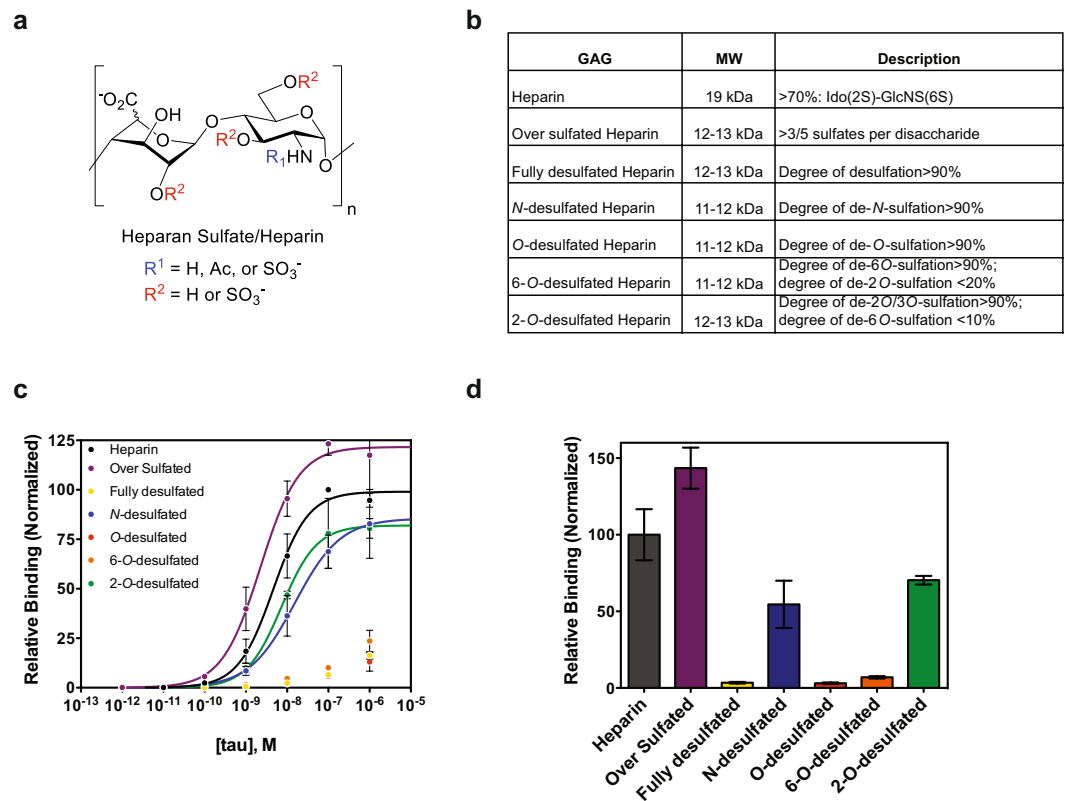 a
⁻O₂C
OH
O
O
OR²
O
R²O
R₁HN
O
OR²
n
Heparan Sulfate/Heparin
R¹ = H, Ac, or SO₃⁻
R² = H or SO₃⁻
b
GAG MW Description
Heparin 19 kDa >70%: Ido(2S)-GlcNS(6S)
Over sulfated Heparin 12-13 kDa >3/5 sulfates per disaccharide
Fully desulfated Heparin 12-13 kDa Degree of desulfation>90%
N-desulfated Heparin 11-12 kDa Degree of de-N-sulfation>90%
O-desulfated Heparin 11-12 kDa Degree of de-O-sulfation>90%
6-O-desulfated Heparin 11-12 kDa Degree of de-6O-sulfation>90%;
degree of de-2O-sulfation <20%
2-O-desulfated Heparin 12-13 kDa Degree of de-2O/3O-sulfation>90%;
degree of de-6O-sulfation <10%
c
Relative Binding (Normalized)
125
100
75
50
25
0
Heparin
Over Sulfated
Fully desulfated
N-desulfated
O-desulfated
6-O-desulfated
2-O-desulfated
10⁻¹³ 10⁻¹² 10⁻¹¹ 10⁻¹⁰ 10⁻⁹ 10⁻⁸ 10⁻⁷ 10⁻⁶ 10⁻⁵
[tau], M
d
Relative Binding (Normalized)
150
100
50
0
Heparin
Over Sulfated
Fully desulfated
N-desulfated
O-desulfated
6-O-desulfated
2-O-desulfated